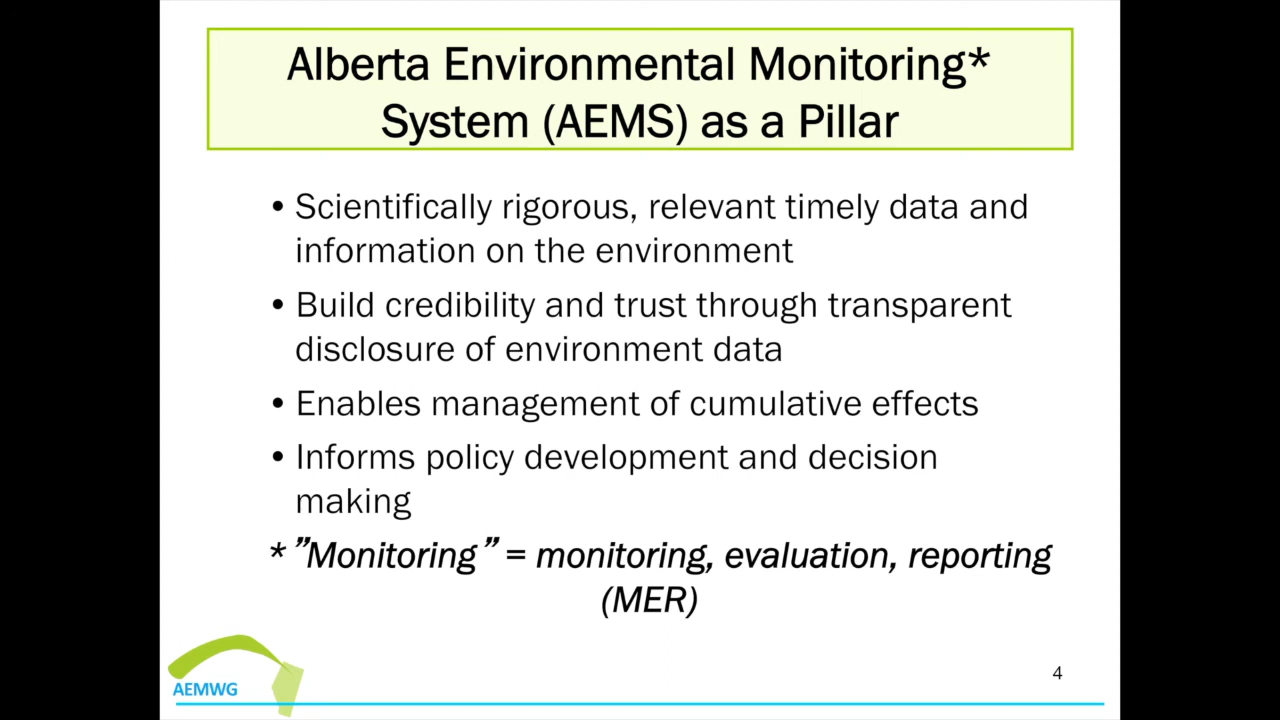 Alberta Environmental Monitoring*
System (AEMS) as a Pillar
• Scientifically rigorous, relevant timely data and
information on the environment
• Build credibility and trust through transparent
disclosure of environment data
• Enables management of cumulative effects
• Informs policy development and decision
making
* ”Monitoring” = monitoring, evaluation, reporting
(MER)
AEMWG
4